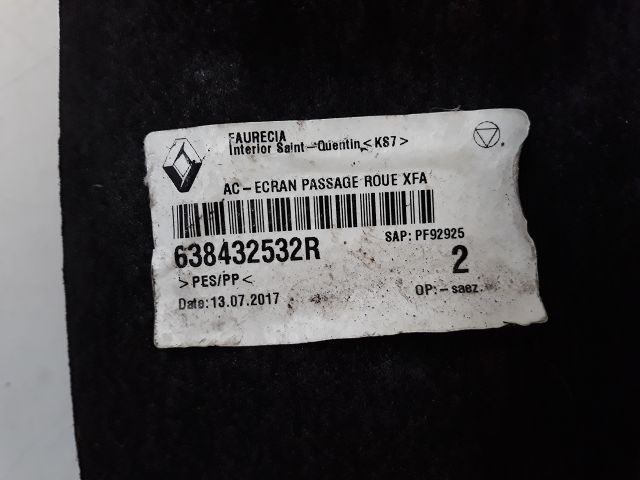 FAURECIA
Interior Saint-Quentin <KS7>
AC-ECRAN PASSAGE ROUE XFA
638432532R
SAP: PF92925
>PES/PP<
2
Date:13.07.2017
OP:-saez